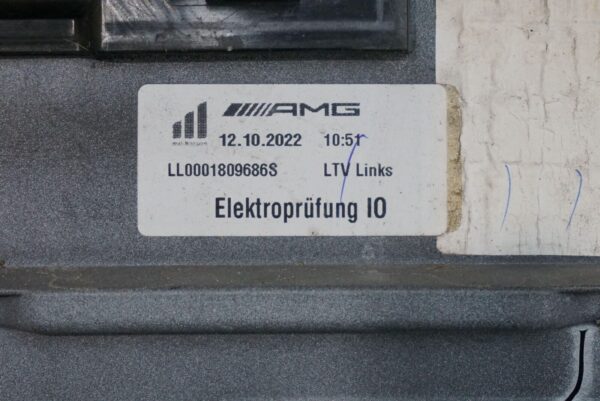 AMG
12.10.2022 10:51
LL0001809686S LTV Links
Elektroprüfung IO